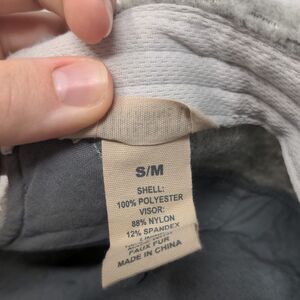 S/M
SHELL:
100% POLYESTER
VISOR:
88% NYLON
12% SPANDEX
FAUX FUR
MADE IN CHINA